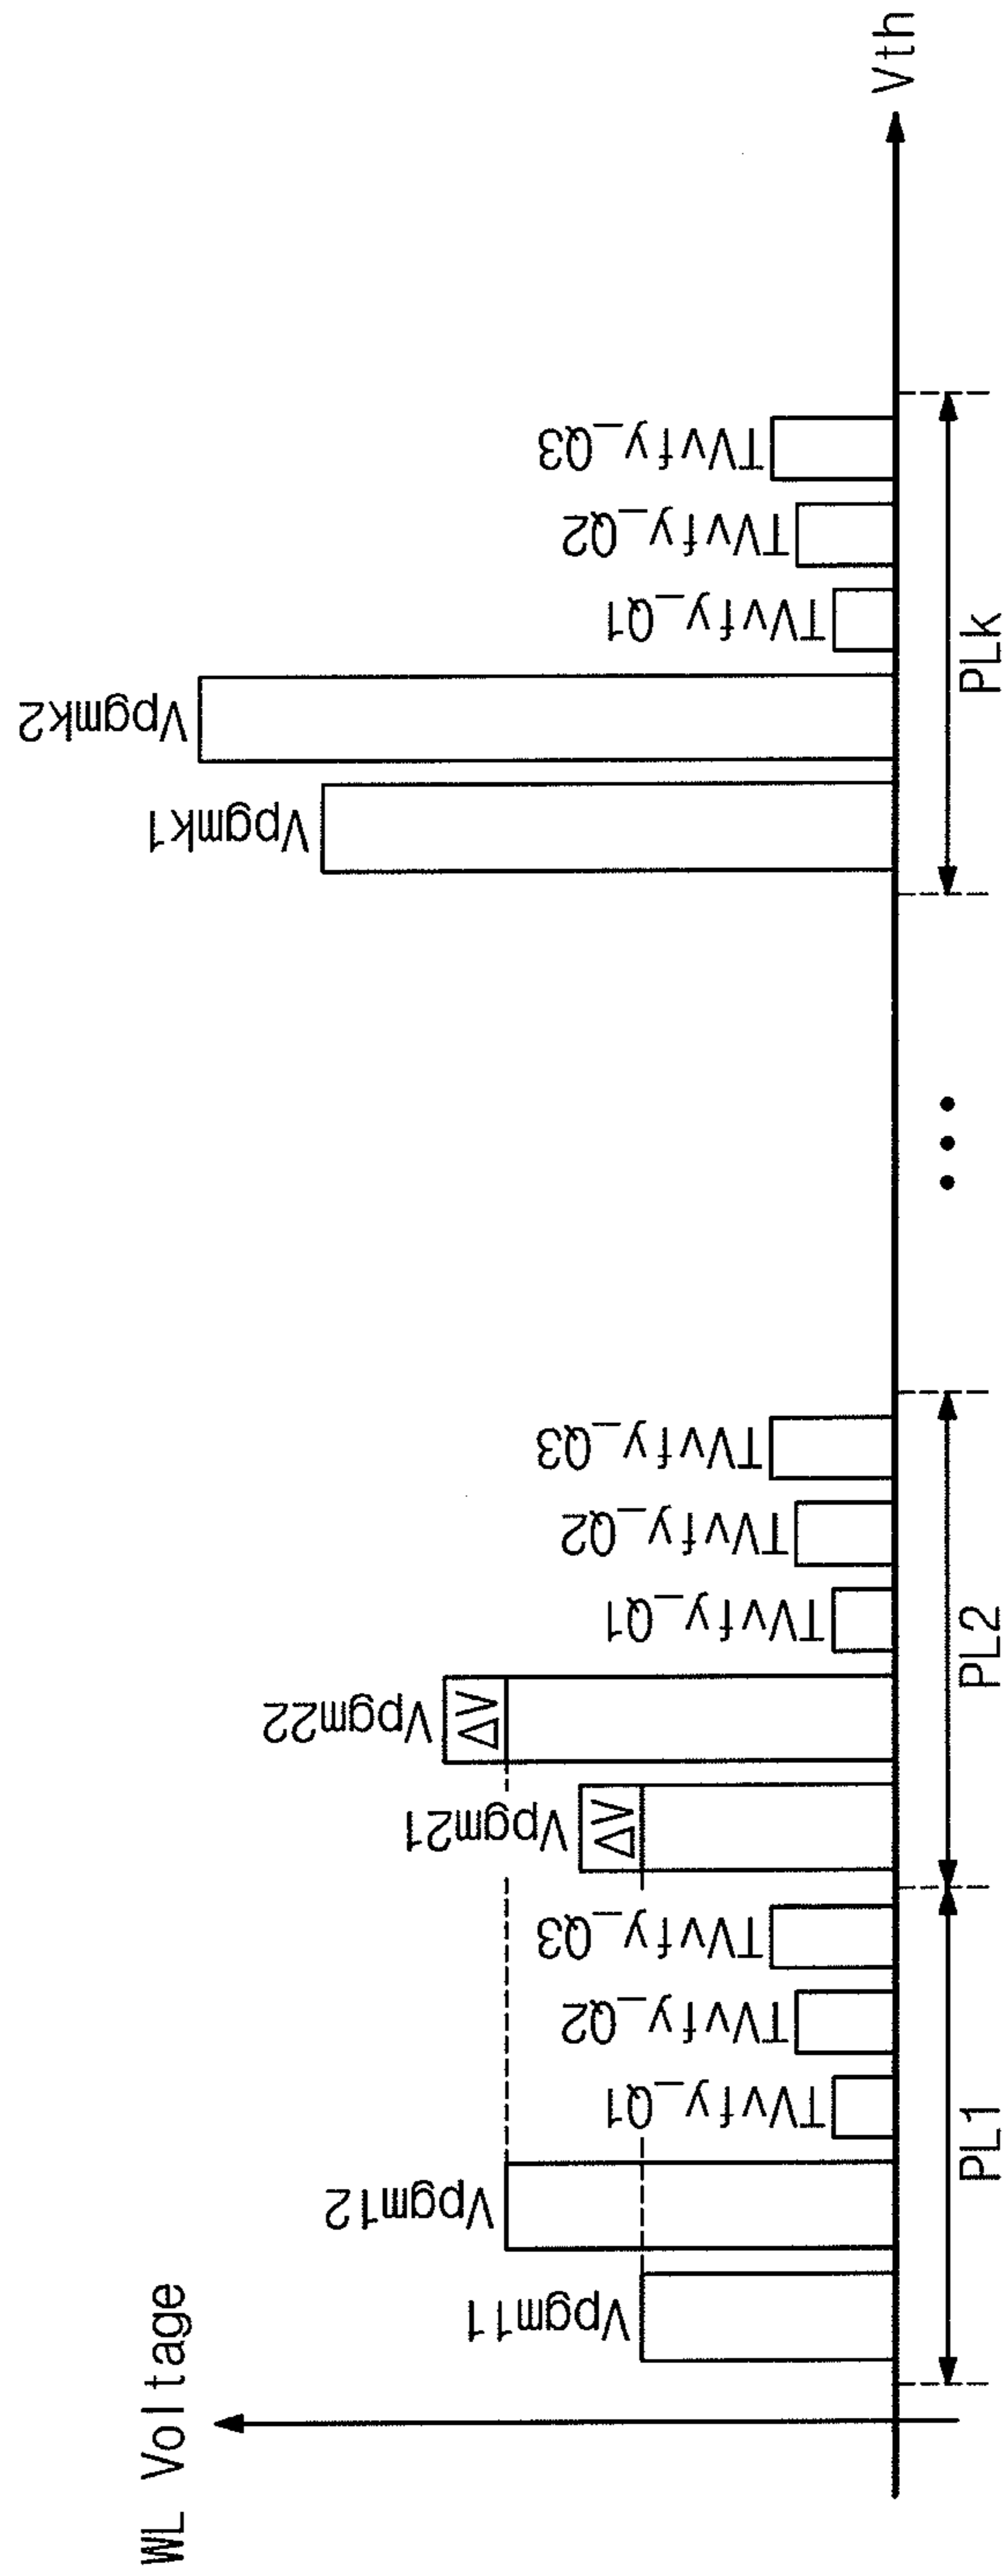 WL Voltage
Vpgm11
Vpgm12
TVvfy_Q1
TVvfy_Q2
TVvfy_Q3
Vpgm21
ΔV
Vpgm22
ΔV
TVvfy_Q1
TVvfy_Q2
TVvfy_Q3
Vpgmk1
Vpgmk2
TVvfy_Q1
TVvfy_Q2
TVvfy_Q3
Vth
PL1
PL2
• • •
PLk